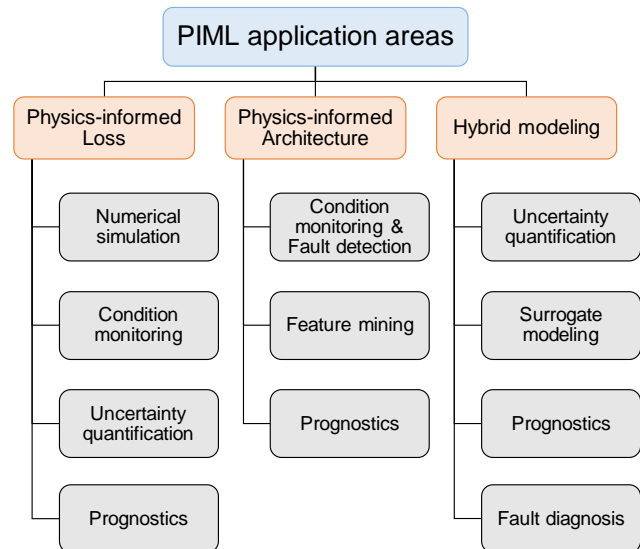 PIML application areas
Physics-informed
Loss
Physics-informed
Architecture
Hybrid modeling
Numerical
simulation
Condition
monitoring
Uncertainty
quantification
Prognostics
Condition
monitoring &
Fault detection
Feature mining
Prognostics
Uncertainty
quantification
Surrogate
modeling
Prognostics
Fault diagnosis